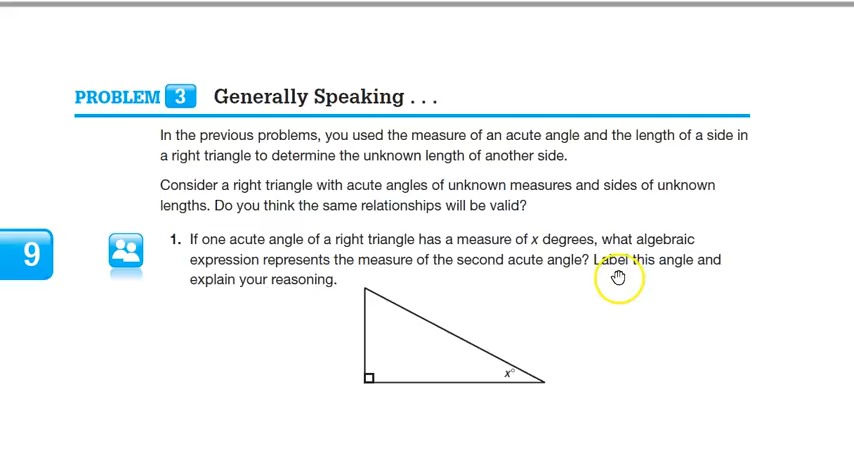 PROBLEM 3 Generally Speaking . . .
In the previous problems, you used the measure of an acute angle and the length of a side in
a right triangle to determine the unknown length of another side.
Consider a right triangle with acute angles of unknown measures and sides of unknown
lengths. Do you think the same relationships will be valid?
9
1. If one acute angle of a right triangle has a measure of x degrees, what algebraic
expression represents the measure of the second acute angle? Label this angle and
explain your reasoning.
x°